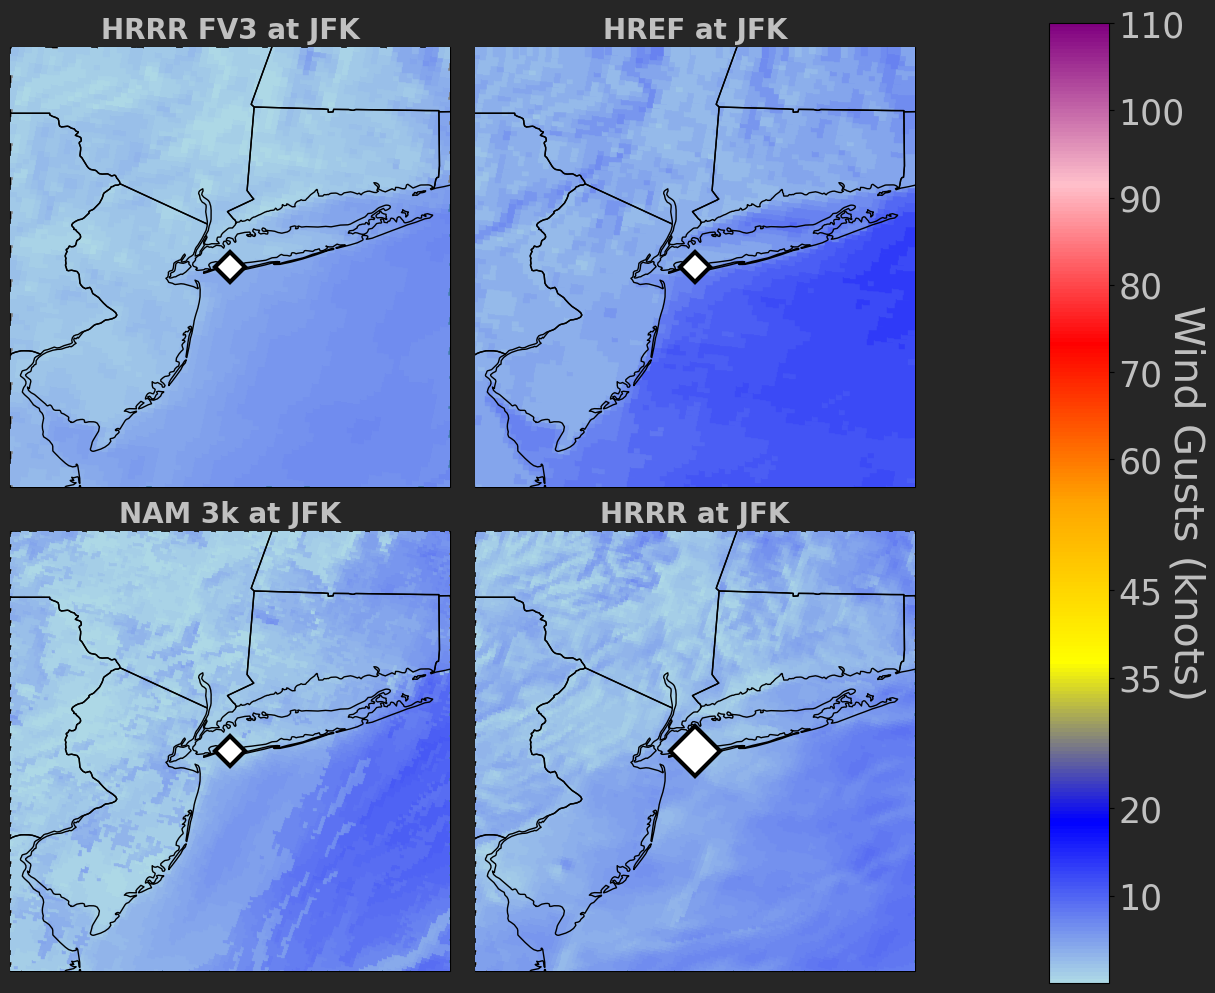 HRRR FV3 at JFK
HREF at JFK
NAM 3k at JFK
HRRR at JFK
110
100
90
80
70
60
45
35
20
10
Wind Gusts (knots)